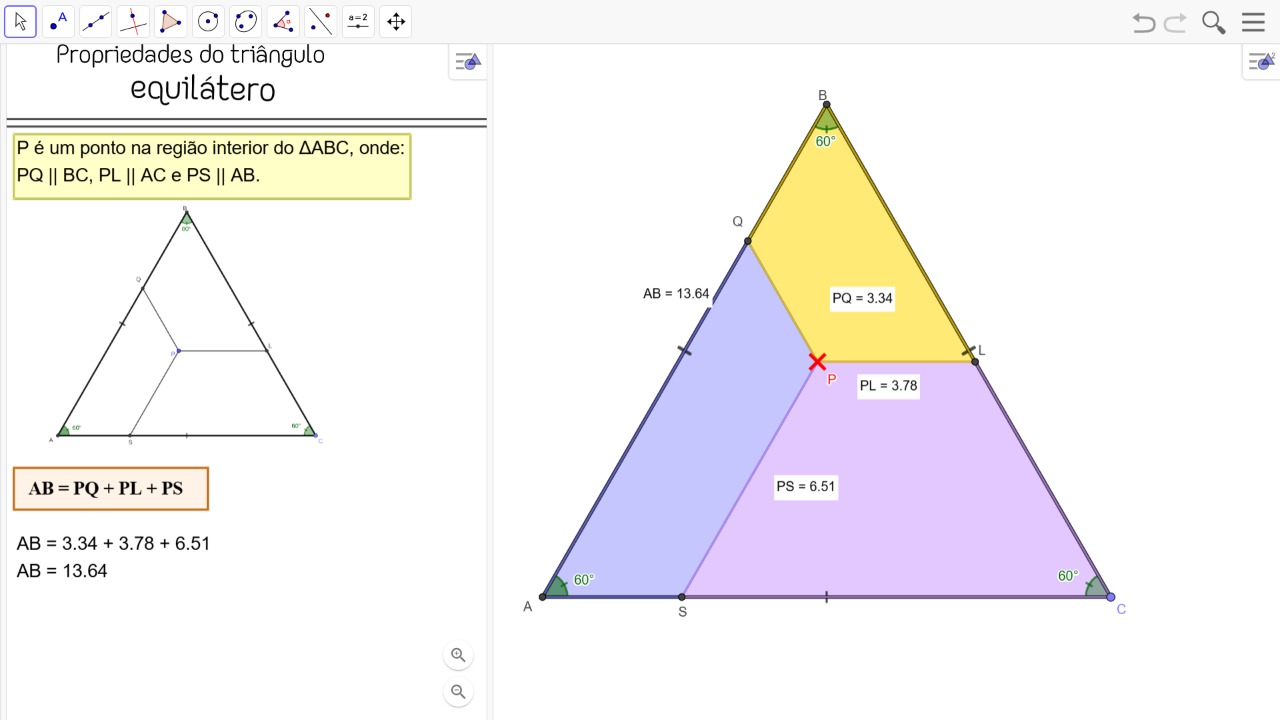 a=2
Propriedades do triângulo
equilátero
P é um ponto na região interior do ΔABC, onde:
PQ || BC, PL || AC e PS || AB.
B
60°
Q
P
L
A
60°
S
60°
C
AB = PQ + PL + PS
AB = 3.34 + 3.78 + 6.51
AB = 13.64
2
B
60°
Q
AB = 13.64
PQ = 3.34
L
P
PL = 3.78
PS = 6.51
60°
60°
A
S
C